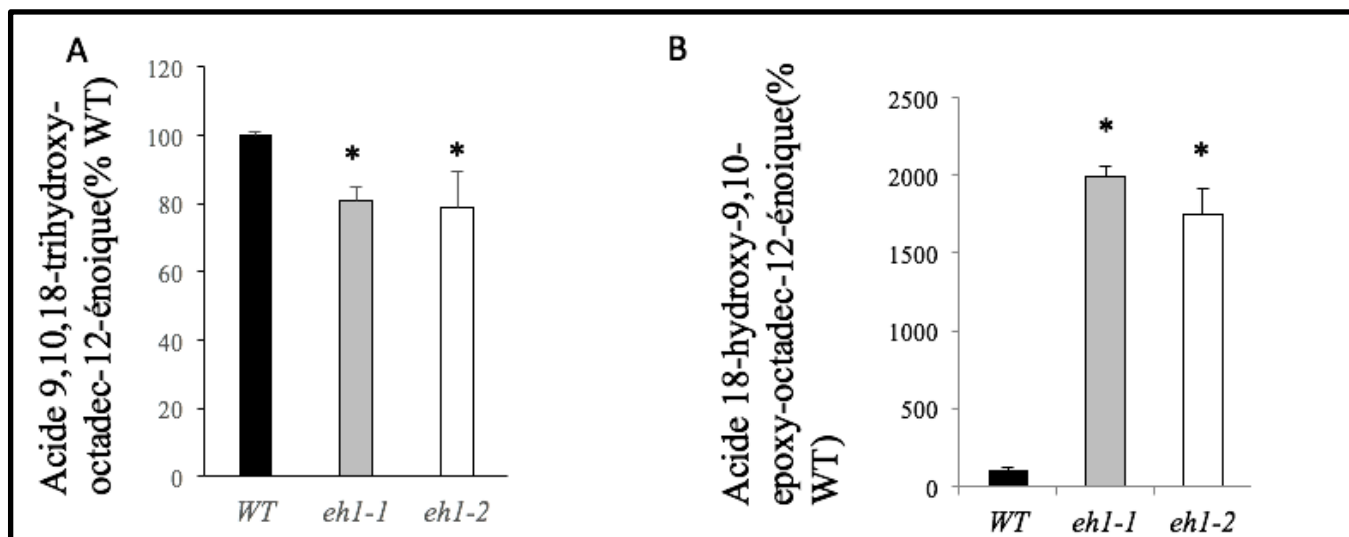 A
Acide 9,10,18-trihydroxy-
octadec-12-énoique(% WT)
120
100
80
60
40
20
0
*
*
WT
eh1-1
eh1-2
B
Acide 18-hydroxy-9,10-
epoxy-octadec-12-énoique(%
WT)
2500
2000
1500
1000
500
0
*
*
WT
eh1-1
eh1-2